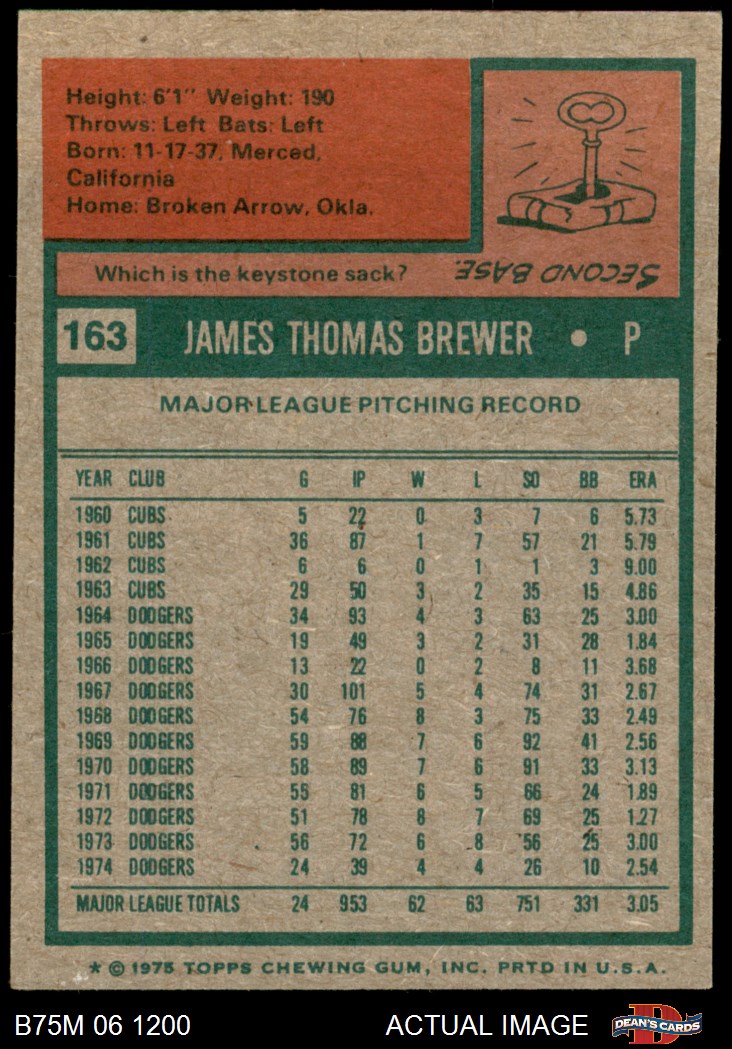 Height: 6'1" Weight: 190
Throws: Left Bats: Left
Born: 11-17-37, Merced,
California
Home: Broken Arrow, Okla.
Which is the keystone sack?
SECOND BASE.
163 JAMES THOMAS BREWER • P
MAJOR LEAGUE PITCHING RECORD
YEAR CLUB G IP W L SO BB ERA
1960 CUBS 5 22 0 3 7 6 5.73
1961 CUBS 36 87 1 7 57 21 5.79
1962 CUBS 6 6 0 1 1 3 9.00
1963 CUBS 29 50 3 2 35 15 4.86
1964 DODGERS 34 93 4 3 63 25 3.00
1965 DODGERS 19 49 3 2 31 28 1.84
1966 DODGERS 13 22 0 2 8 11 3.68
1967 DODGERS 30 101 5 4 74 31 2.67
1968 DODGERS 54 76 8 3 75 33 2.49
1969 DODGERS 59 88 7 6 92 41 2.56
1970 DODGERS 58 89 7 6 91 33 3.13
1971 DODGERS 55 81 6 5 66 24 1.89
1972 DODGERS 51 78 8 7 69 25 1.27
1973 DODGERS 56 72 6 8 56 25 3.00
1974 DODGERS 24 39 4 4 26 10 2.54
MAJOR LEAGUE TOTALS 24 953 62 63 751 331 3.05
* © 1975 TOPPS CHEWING GUM, INC. PRTD IN U.S.A.
B75M 06 1200 ACTUAL IMAGE DEAN'S CARDS